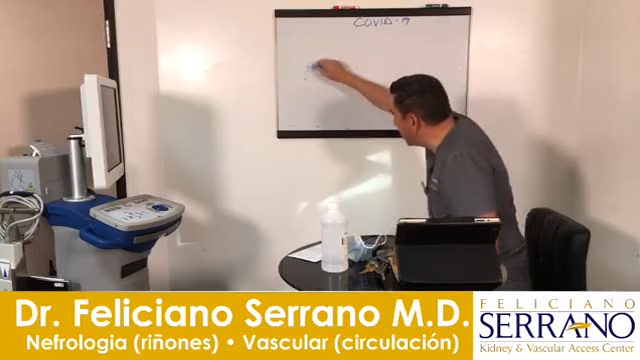 COVID-19
Dr. Feliciano Serrano M.D.
Nefrologia (riñones) • Vascular (circulación)
FELICIANO
SERRANO
Kidney & Vascular Access Center